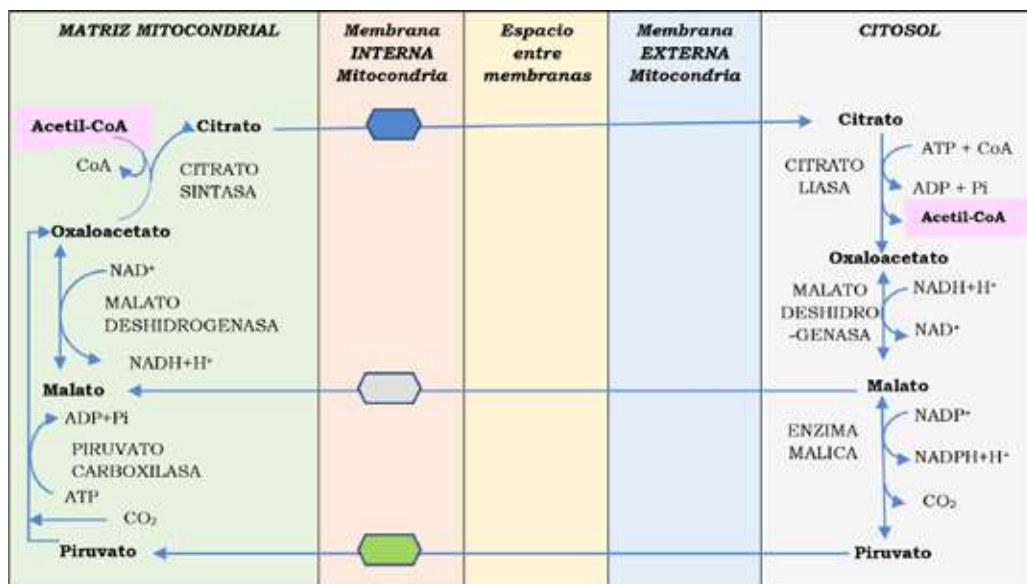 MATRIZ MITOCONDRIAL
Membrana
INTERNA
Mitocondria
Espacio
entre
membranas
Membrana
EXTERNA
Mitocondria
CITOSOL
Acetil-CoA
Citrato
CoA
CITRATO
SINTASA
Oxaloacetato
NAD⁺
MALATO
DESHIDROGENASA
NADH+H⁺
Malato
ADP+Pi
PIRUVATO
CARBOXILASA
ATP
CO₂
Piruvato
Citrato
ATP + CoA
CITRATO
LIASA
ADP + Pi
Acetil-CoA
Oxaloacetato
NADH+H⁺
MALATO
DESHIDRO
-GENASA
NAD⁺
Malato
NADP⁺
ENZIMA
MALICA
NADPH+H⁺
CO₂
Piruvato